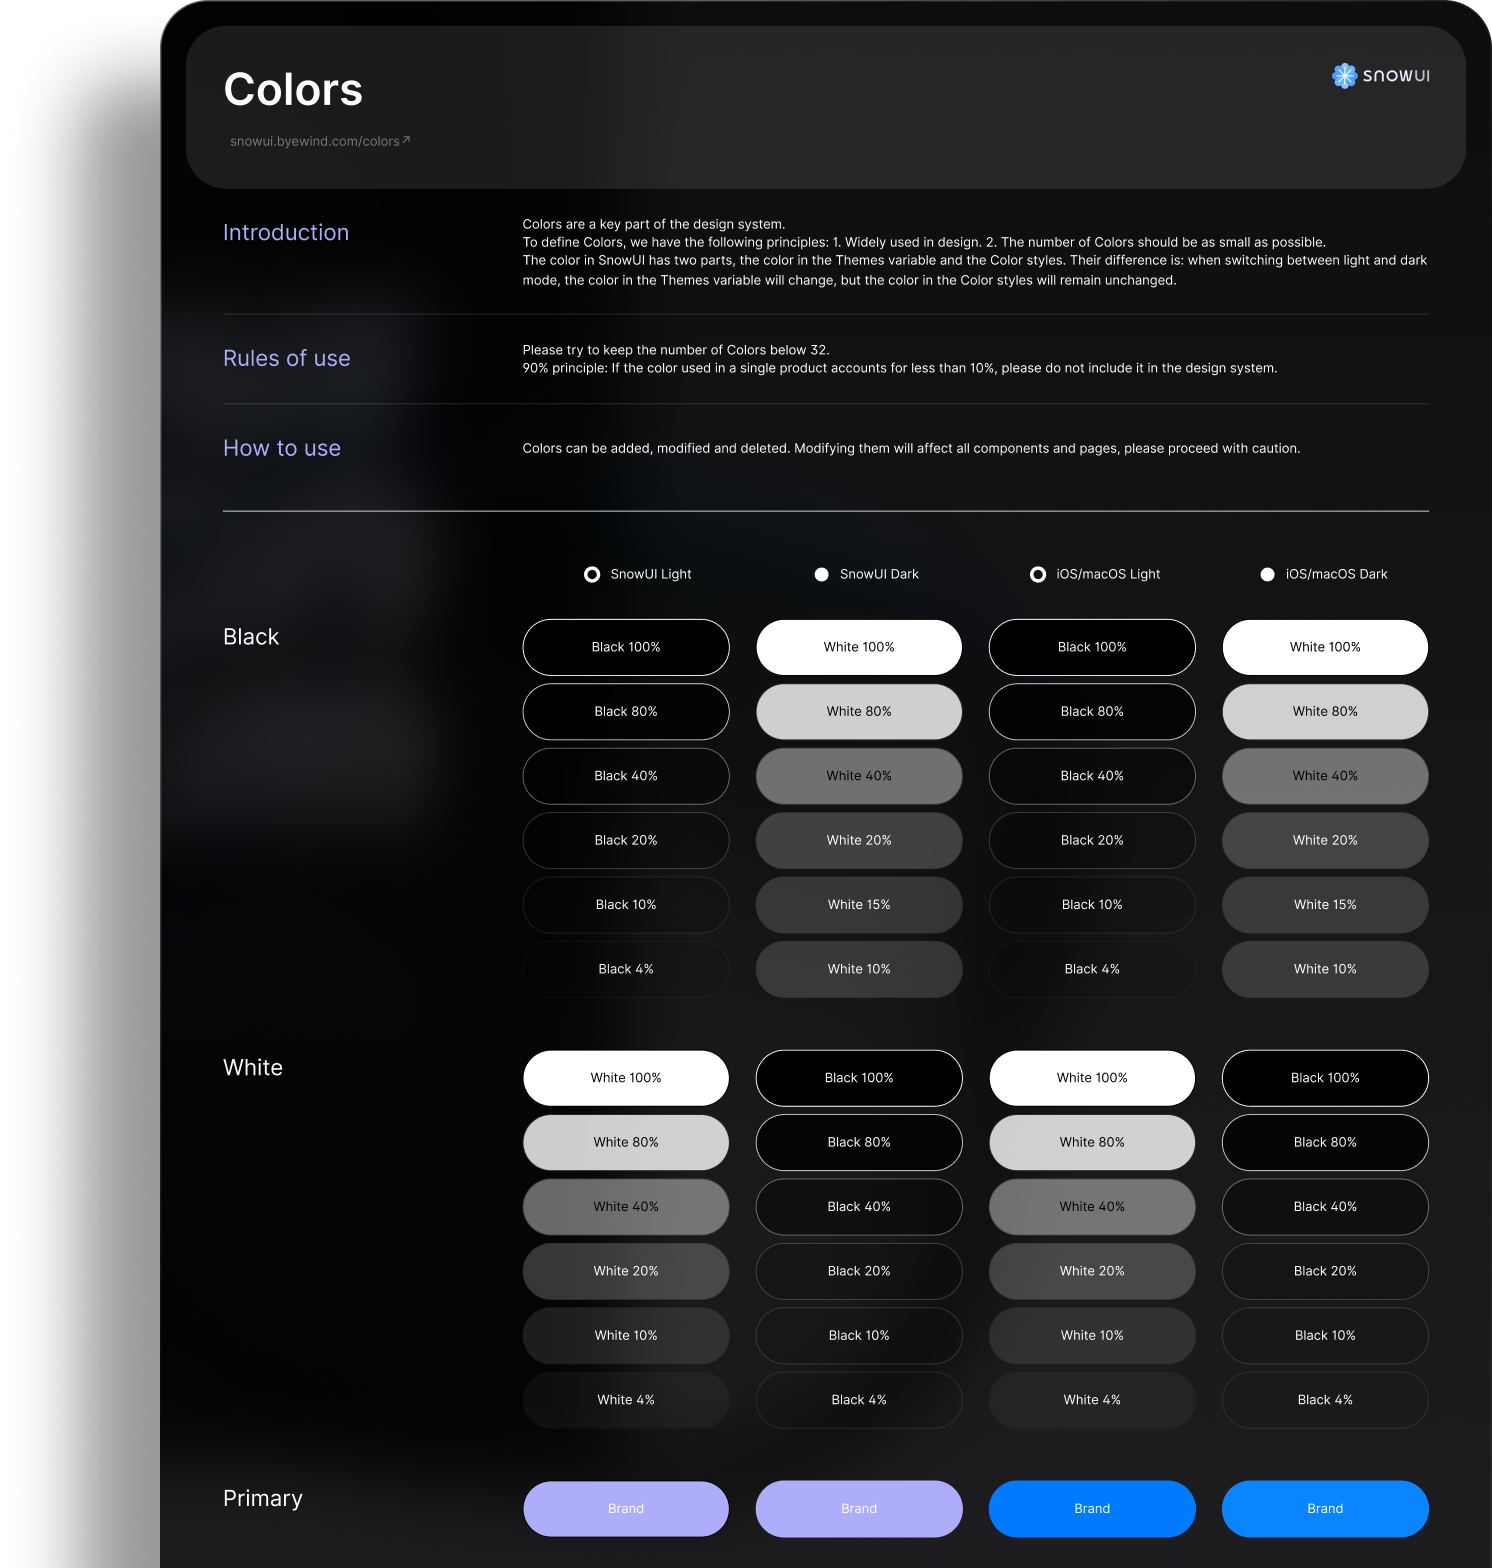 Colors
SNOWUI
snowui.byewind.com/colors↗
Introduction
Colors are a key part of the design system.
To define Colors, we have the following principles: 1. Widely used in design. 2. The number of Colors should be as small as possible.
The color in SnowUI has two parts, the color in the Themes variable and the Color styles. Their difference is: when switching between light and dark
mode, the color in the Themes variable will change, but the color in the Color styles will remain unchanged.
Rules of use
Please try to keep the number of Colors below 32.
90% principle: If the color used in a single product accounts for less than 10%, please do not include it in the design system.
How to use
Colors can be added, modified and deleted. Modifying them will affect all components and pages, please proceed with caution.
SnowUI Light SnowUI Dark iOS/macOS Light iOS/macOS Dark
Black
Black 100% White 100% Black 100% White 100%
Black 80% White 80% Black 80% White 80%
Black 40% White 40% Black 40% White 40%
Black 20% White 20% Black 20% White 20%
Black 10% White 15% Black 10% White 15%
Black 4% White 10% Black 4% White 10%
White
White 100% Black 100% White 100% Black 100%
White 80% Black 80% White 80% Black 80%
White 40% Black 40% White 40% Black 40%
White 20% Black 20% White 20% Black 20%
White 10% Black 10% White 10% Black 10%
White 4% Black 4% White 4% Black 4%
Primary
Brand Brand Brand Brand